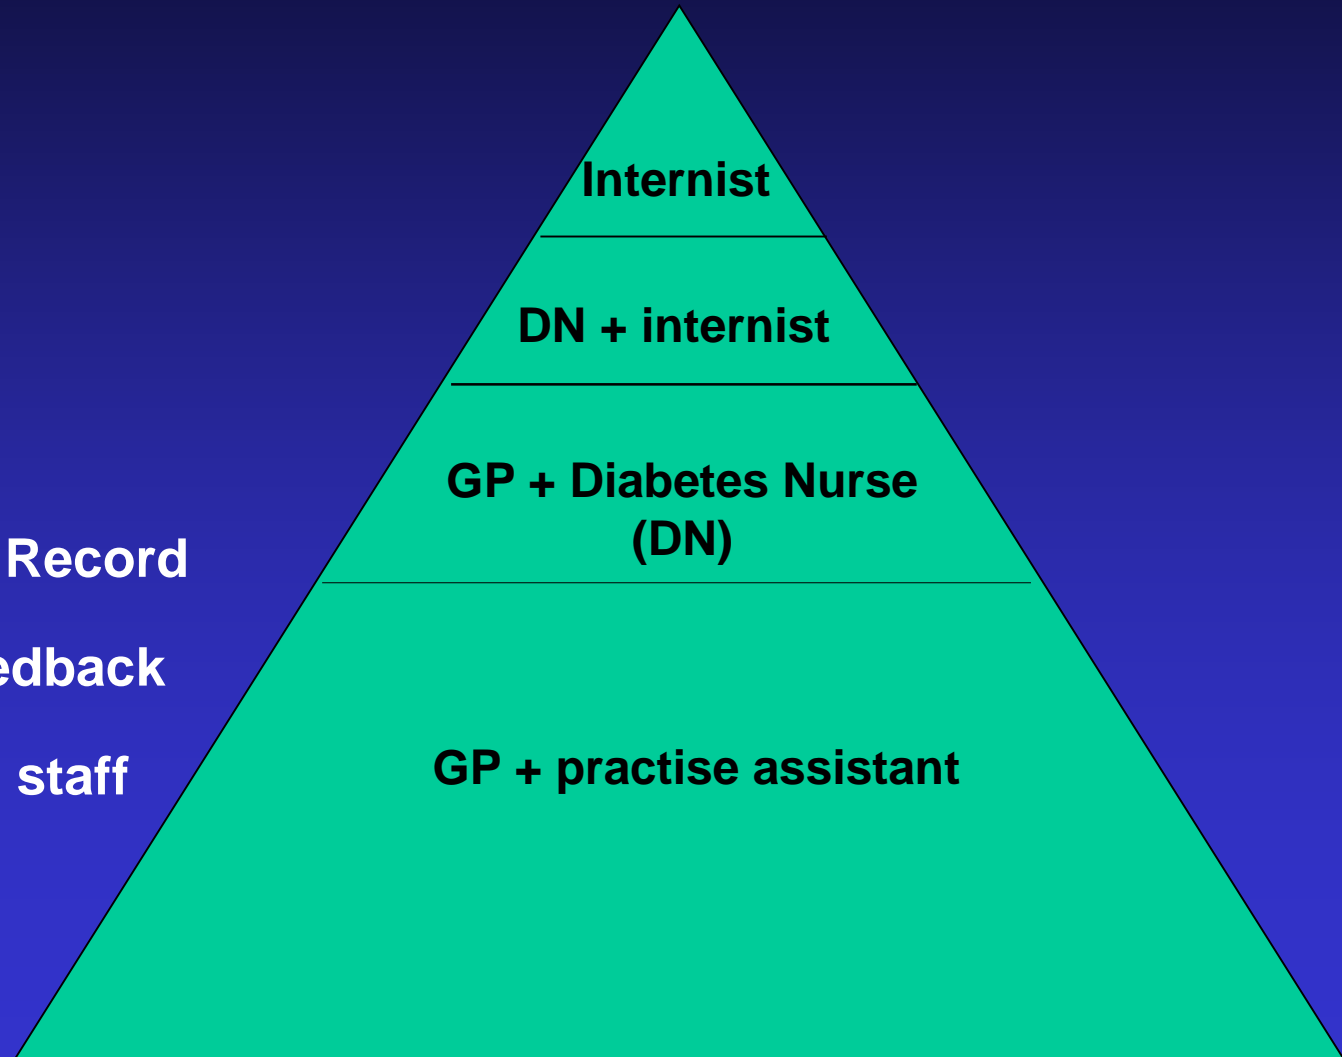 Internist
DN + internist
GP + Diabetes Nurse
(DN)
Record
edback
staff
GP + practise assistant